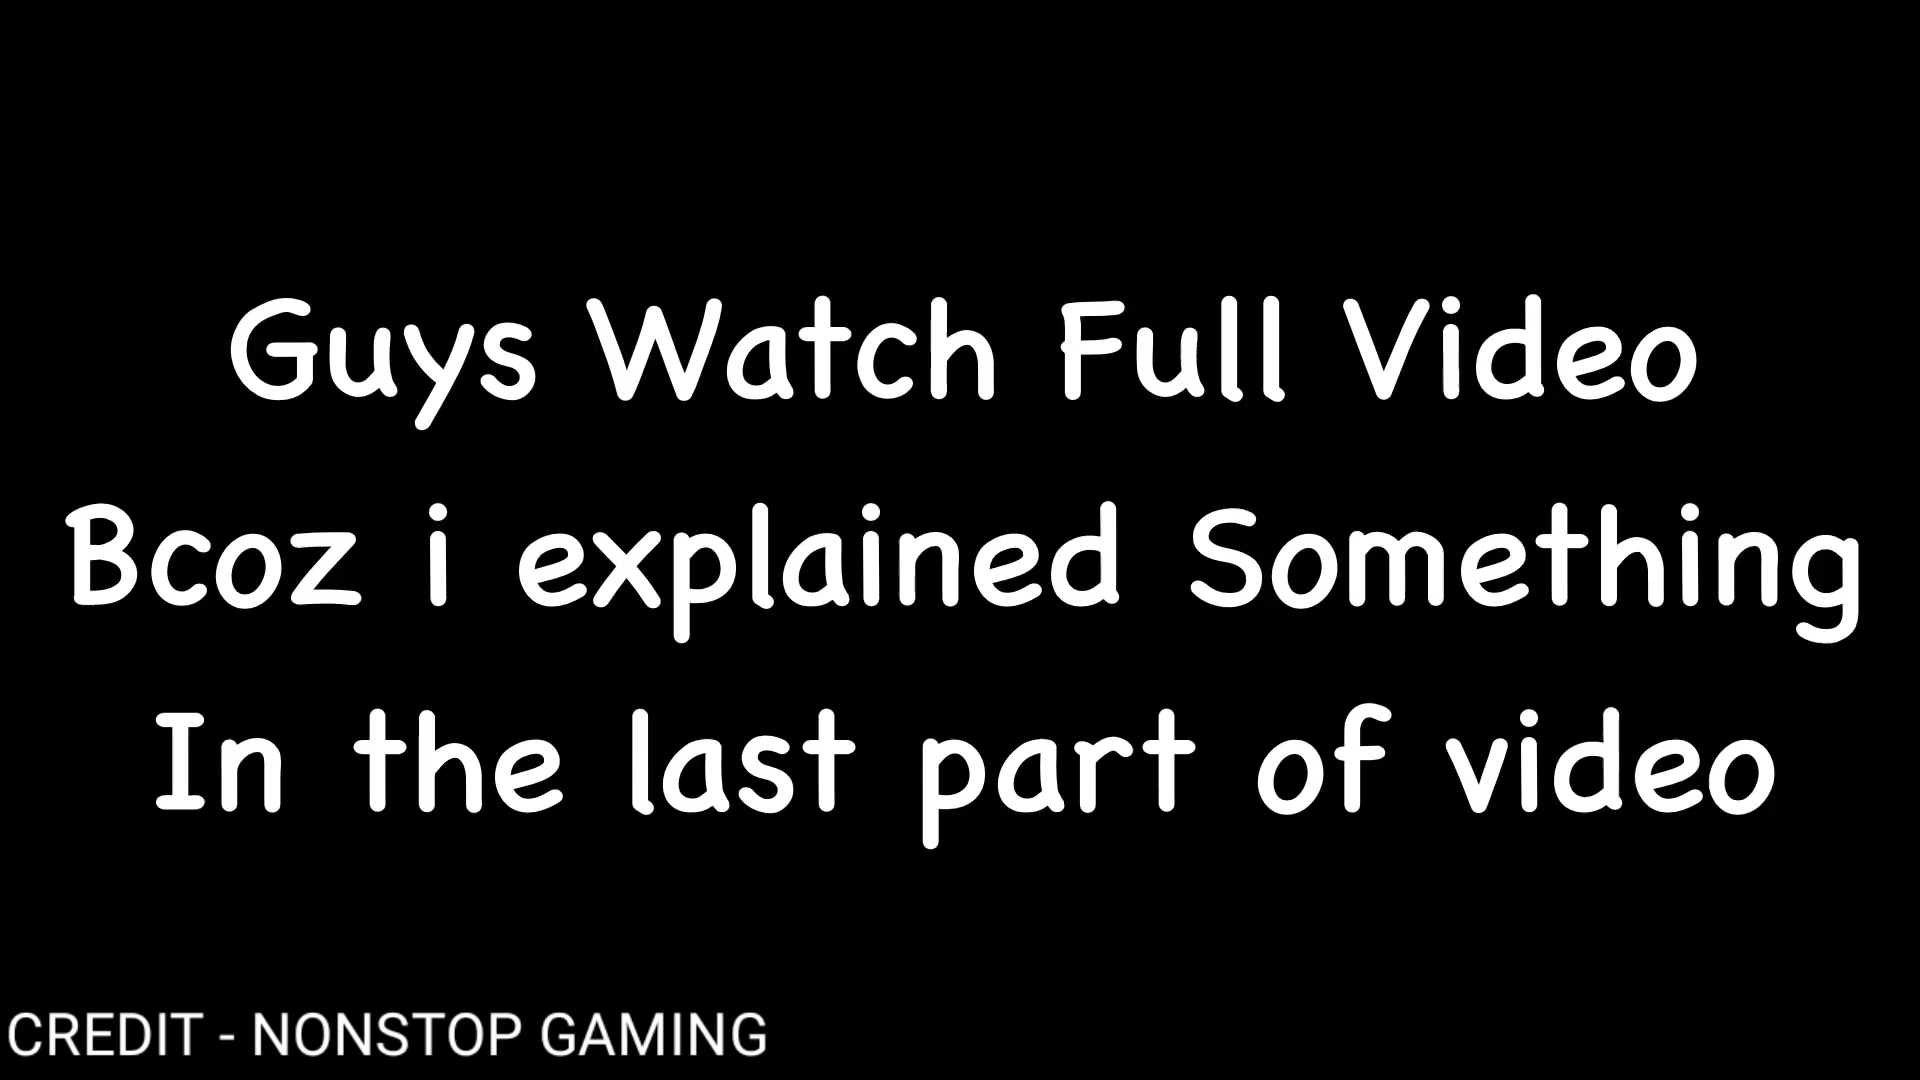 Guys Watch Full Video
Bcoz i explained Something
In the last part of video
CREDIT - NONSTOP GAMING